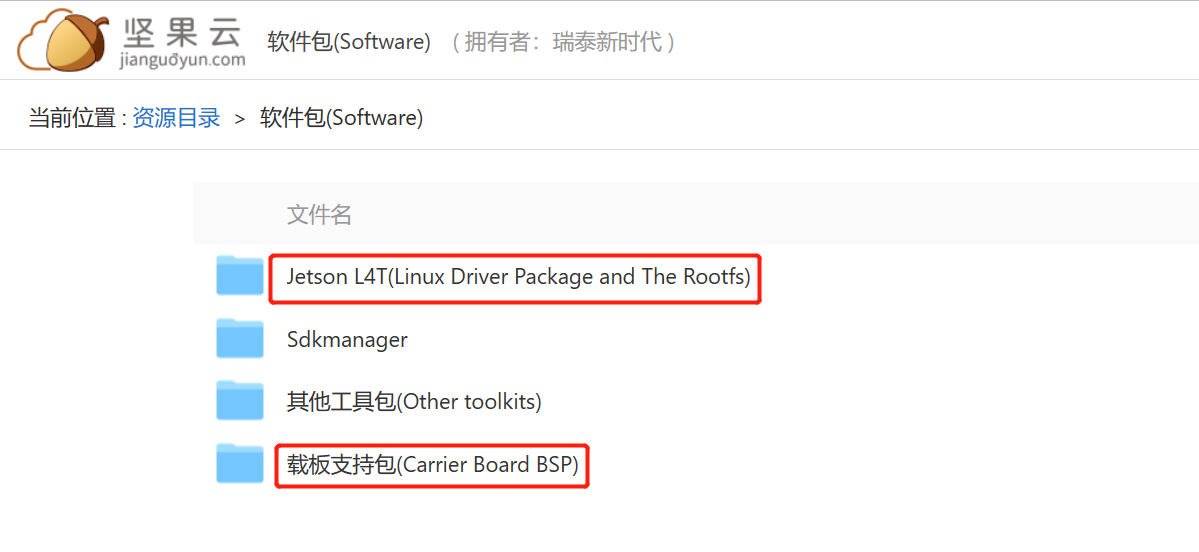 坚果云 软件包(Software) ( 拥有者：瑞泰新时代 )
jianguoyun.com
当前位置 : 资源目录 > 软件包(Software)
文件名
Jetson L4T(Linux Driver Package and The Rootfs)
Sdkmanager
其他工具包(Other toolkits)
载板支持包(Carrier Board BSP)